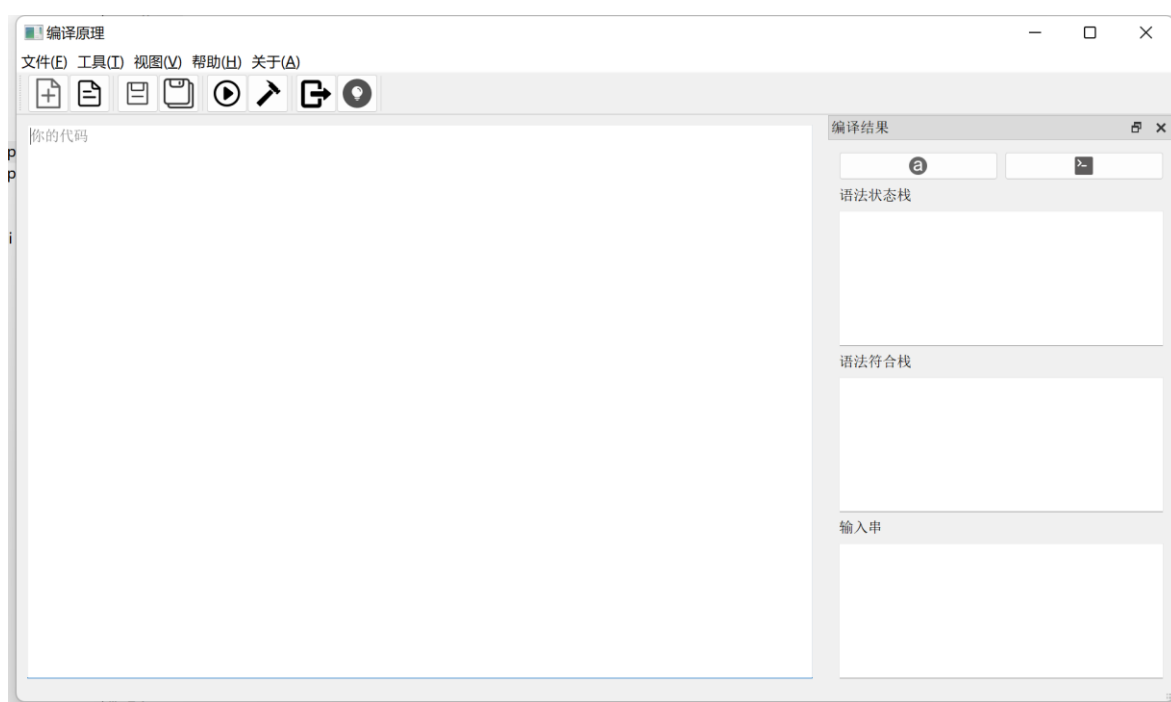 编译原理
文件(F) 工具(T) 视图(V) 帮助(H) 关于(A)
你的代码
编译结果
a
语法状态栈
语法符合栈
输入串
p
p
i